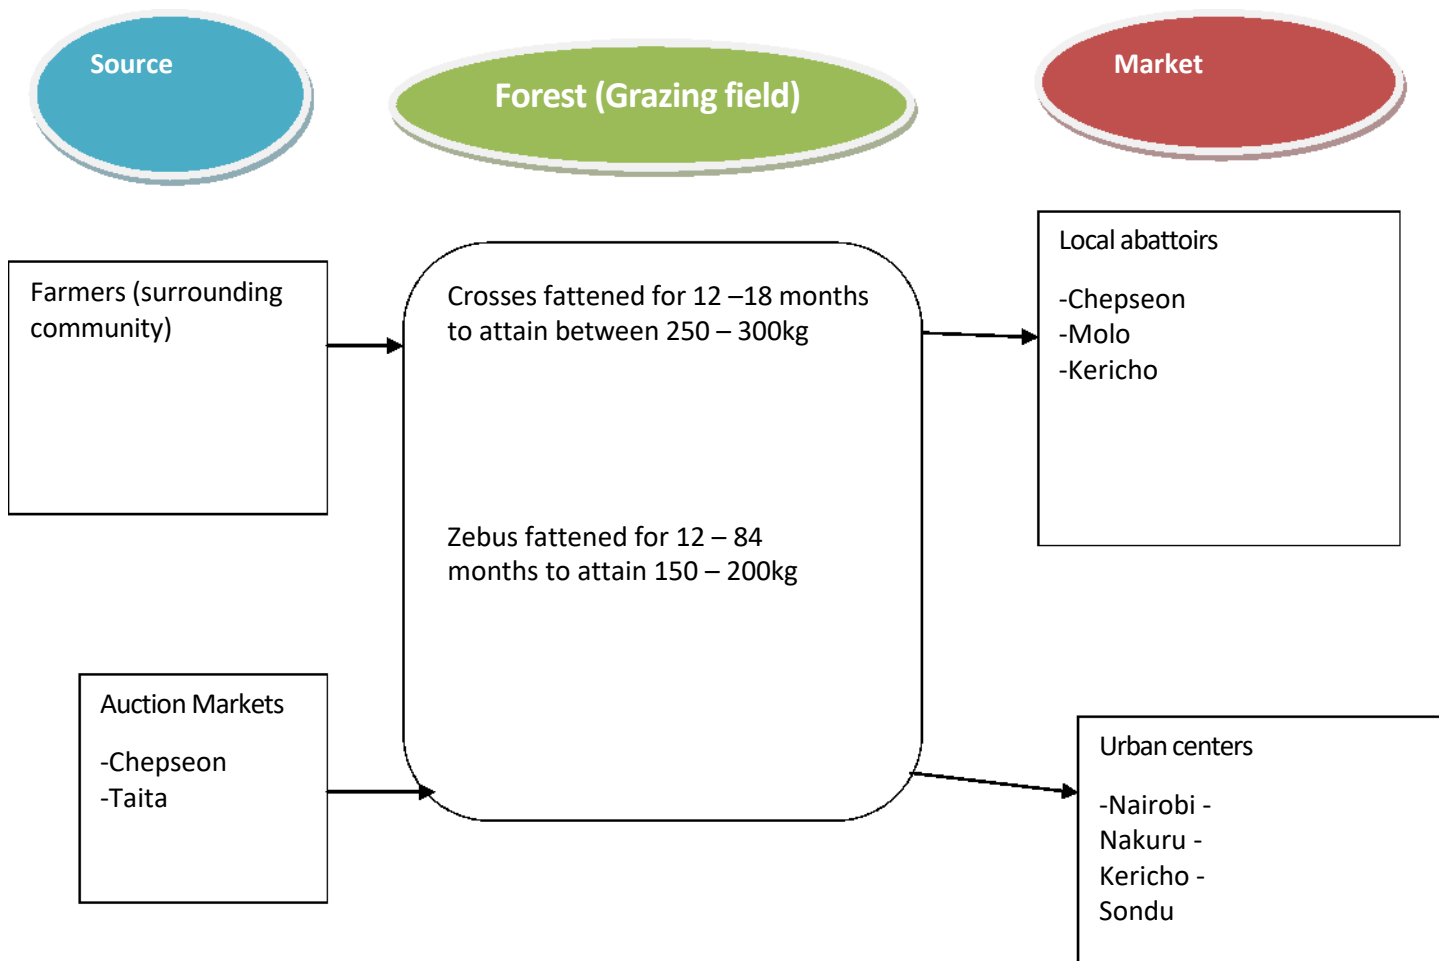 Source
Forest (Grazing field)
Market
Farmers (surrounding
community)
Auction Markets
-Chepseon
-Taita
Crosses fattened for 12 –18 months
to attain between 250 – 300kg
Zebus fattened for 12 – 84
months to attain 150 – 200kg
Local abattoirs
-Chepseon
-Molo
-Kericho
Urban centers
-Nairobi -
Nakuru -
Kericho -
Sondu